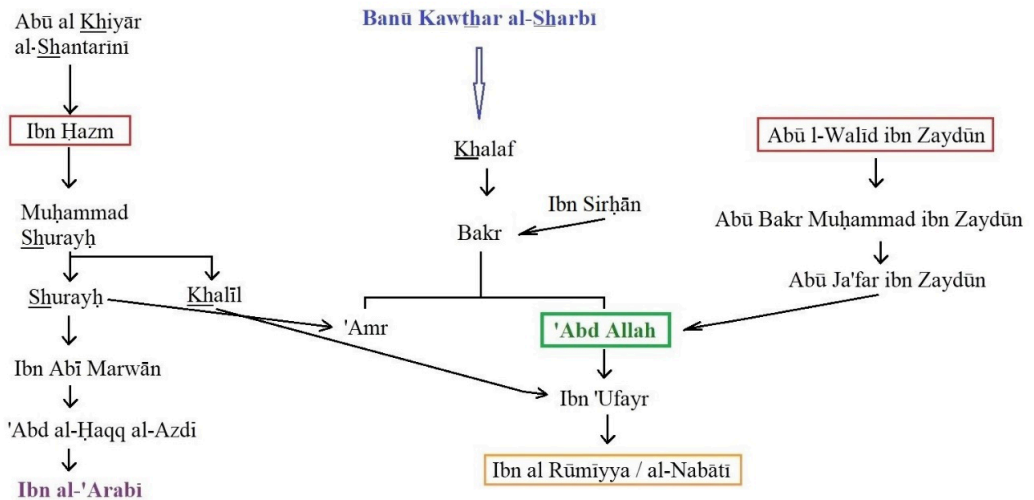 Abū al Khiyār
al-Shantarīnī
Banū Kawthar al-Sharbī
Ibn Ḥazm
Khalaf
Abū l-Walīd ibn Zaydūn
Muḥammad
Shurayḥ
Ibn Sirḥān
Bakr
Abū Bakr Muḥammad ibn Zaydūn
Shurayḥ
Khalīl
'Amr
'Abd Allah
Abū Ja'far ibn Zaydūn
Ibn Abī Marwān
Ibn 'Ufayr
'Abd al-Ḥaqq al-Azdi
Ibn al Rūmīyya / al-Nabātī
Ibn al-'Arabī